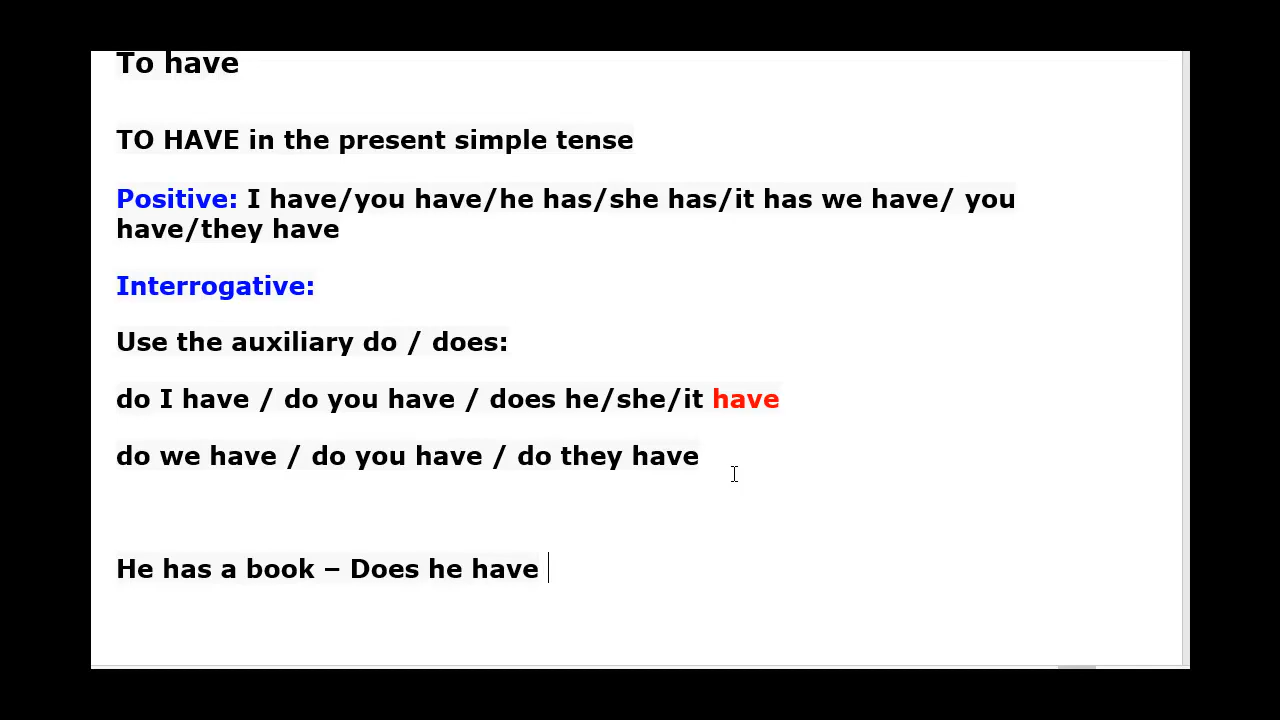 To have
TO HAVE in the present simple tense
Positive: I have/you have/he has/she has/it has we have/ you
have/they have
Interrogative:
Use the auxiliary do / does:
do I have / do you have / does he/she/it have
do we have / do you have / do they have
He has a book – Does he have